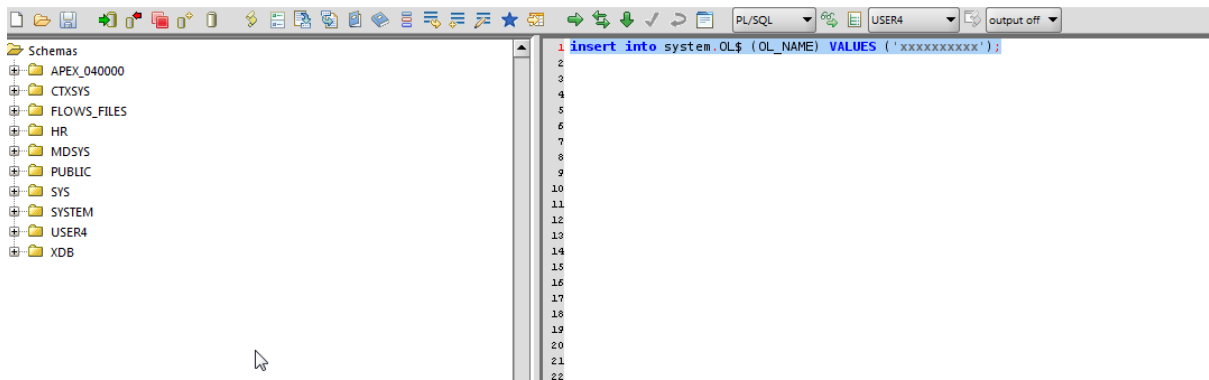 PL/SQL USER4 output off
Schemas
APEX_040000
CTXSYS
FLOWS_FILES
HR
MDSYS
PUBLIC
SYS
SYSTEM
USER4
XDB
1 insert into system.OL$ (OL_NAME) VALUES ('xxxxxxxxxx');
2
3
4
5
6
7
8
9
10
11
12
13
14
15
16
17
18
19
20
21
22